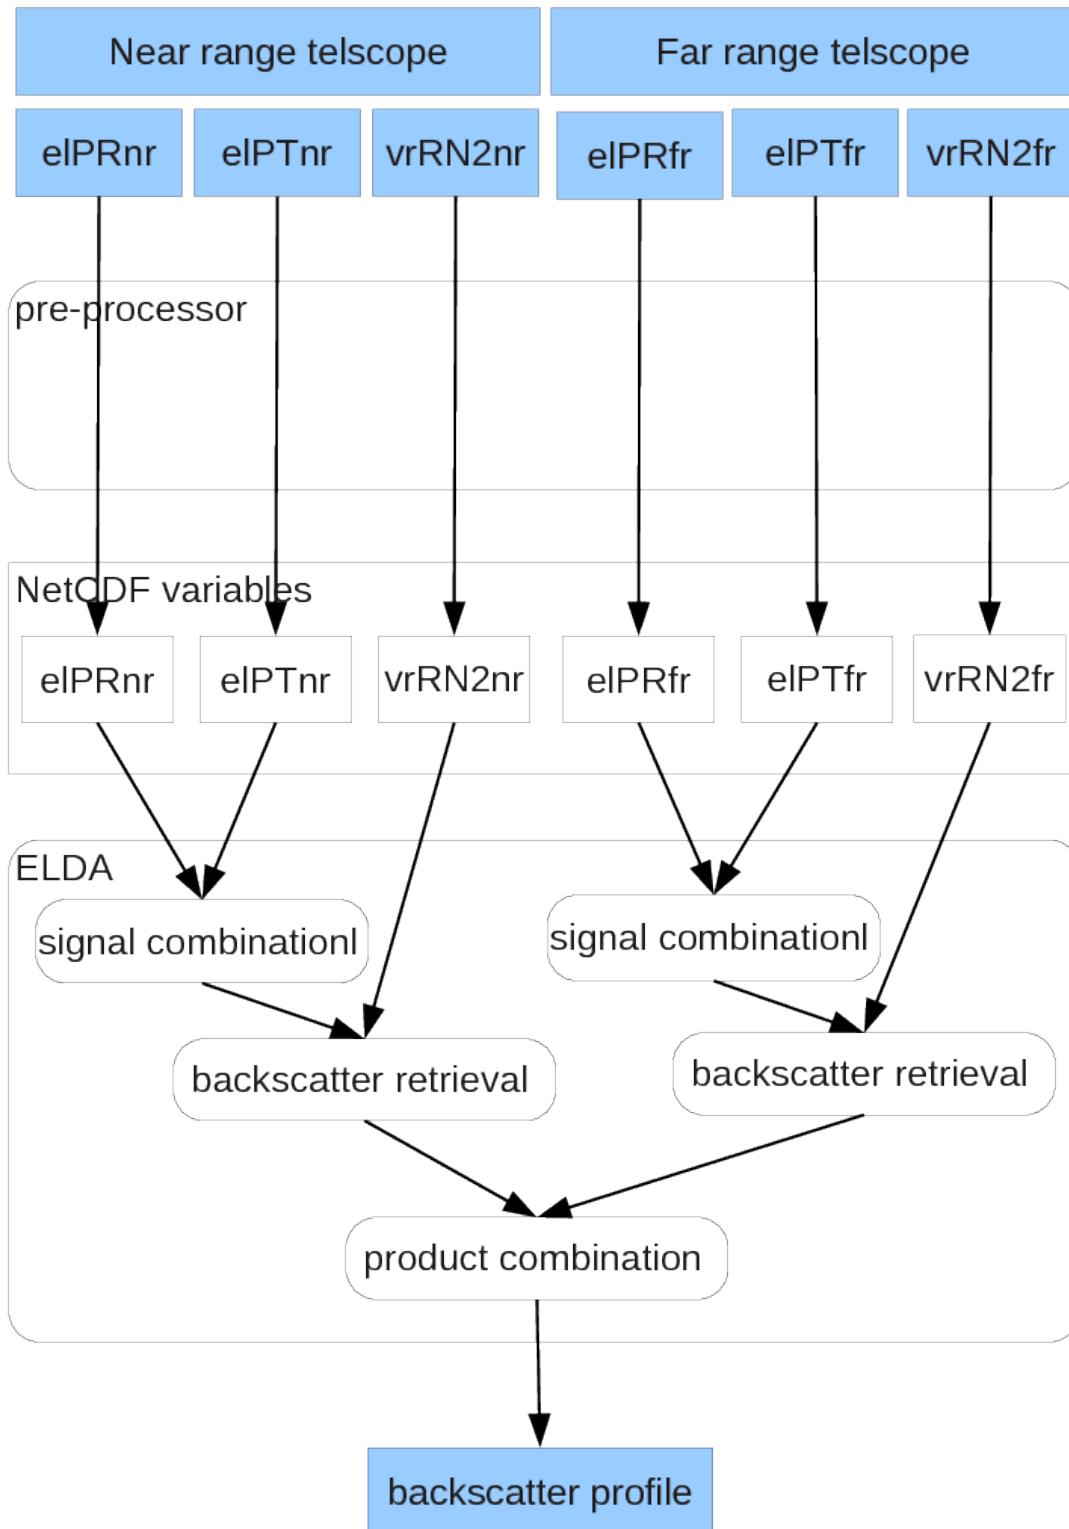 Near range telscope
Far range telscope
elPRnr
elPTnr
vrRN2nr
elPRfr
elPTfr
vrRN2fr
pre-processor
NetCDF variables
elPRnr
elPTnr
vrRN2nr
elPRfr
elPTfr
vrRN2fr
ELDA
signal combinationl
signal combinationl
backscatter retrieval
backscatter retrieval
product combination
backscatter profile